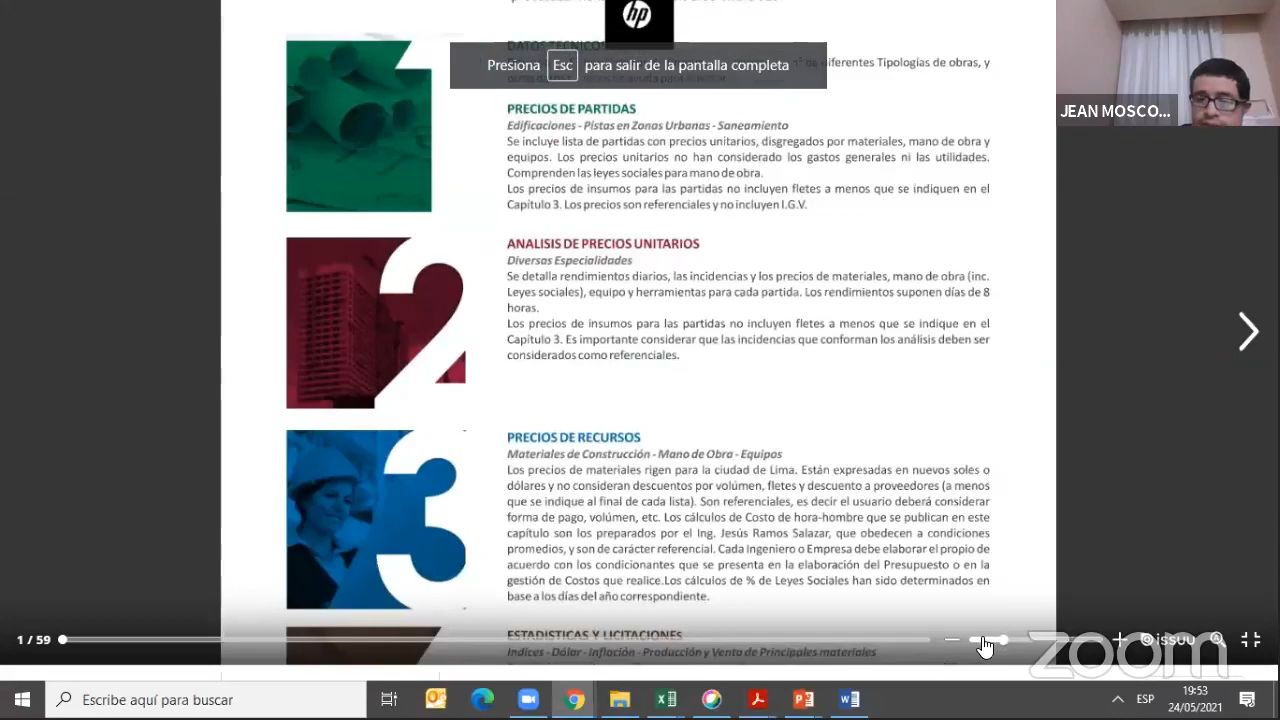 hp
DATOS TÉCNICOS
Presiona Esc para salir de la pantalla completa
diferentes Tipologías de obras, y
PRECIOS DE PARTIDAS
Edificaciones - Pistas en Zonas Urbanas - Saneamiento
Se incluye lista de partidas con precios unitarios, disgregados por materiales, mano de obra y
equipos. Los precios unitarios no han considerado los gastos generales ni las utilidades.
Comprenden las leyes sociales para mano de obra.
Los precios de insumos para las partidas no incluyen fletes a menos que se indiquen en el
Capítulo 3. Los precios son referenciales y no incluyen I.G.V.
JEAN MOSCO...
2
ANALISIS DE PRECIOS UNITARIOS
Diversas Especialidades
Se detalla rendimientos diarios, las incidencias y los precios de materiales, mano de obra (inc.
Leyes sociales), equipo y herramientas para cada partida. Los rendimientos suponen días de 8
horas.
Los precios de insumos para las partidas no incluyen fletes a menos que se indique en el
Capítulo 3. Es importante considerar que las incidencias que conforman los análisis deben ser
considerados como referenciales.
3
PRECIOS DE RECURSOS
Materiales de Construcción - Mano de Obra - Equipos
Los precios de materiales rigen para la ciudad de Lima. Están expresadas en nuevos soles o
dólares y no consideran descuentos por volúmen, fletes y descuento a proveedores (a menos
que se indique al final de cada lista). Son referenciales, es decir el usuario deberá considerar
forma de pago, volúmen, etc. Los cálculos de Costo de hora-hombre que se publican en este
capítulo son los preparados por el Ing. Jesús Ramos Salazar, que obedecen a condiciones
promedios, y son de carácter referencial. Cada Ingeniero o Empresa debe elaborar el propio de
acuerdo con los condicionantes que se presenta en la elaboración del Presupuesto o en la
gestión de Costos que realice.Los cálculos de % de Leyes Sociales han sido determinados en
base a los días del año correspondiente.
ESTADISTICAS Y LICITACIONES
Indices - Dólar - Inflación - Producción y Venta de Principales materiales
1 / 59
issuu
zoom
Escribe aquí para buscar
ESP
19:53
24/05/2021